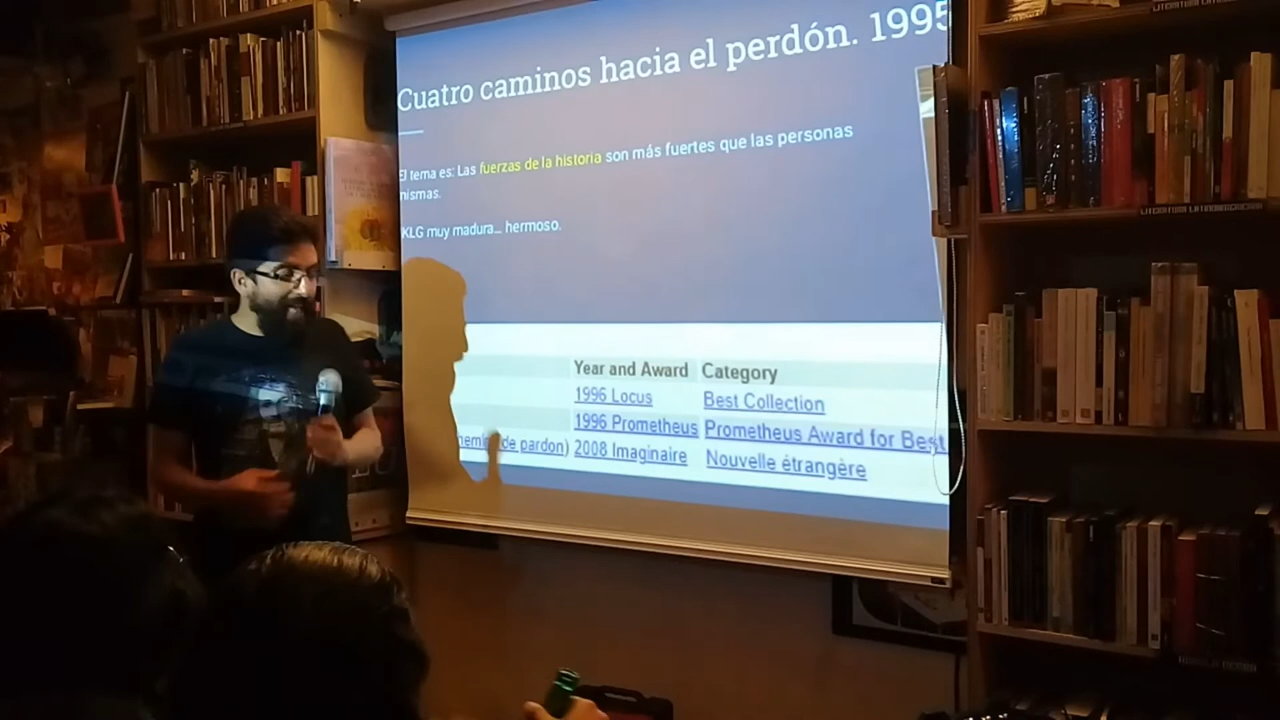 Cuatro caminos hacia el perdón. 1995
El tema es: Las fuerzas de la historia son más fuertes que las personas
mismas.
KLG muy madura... hermoso.
Year and Award Category
1996 Locus Best Collection
1996 Prometheus Prometheus Award for Best
de pardon) 2008 Imaginaire Nouvelle étrangère
LITERATURA LATINOAMERICANA